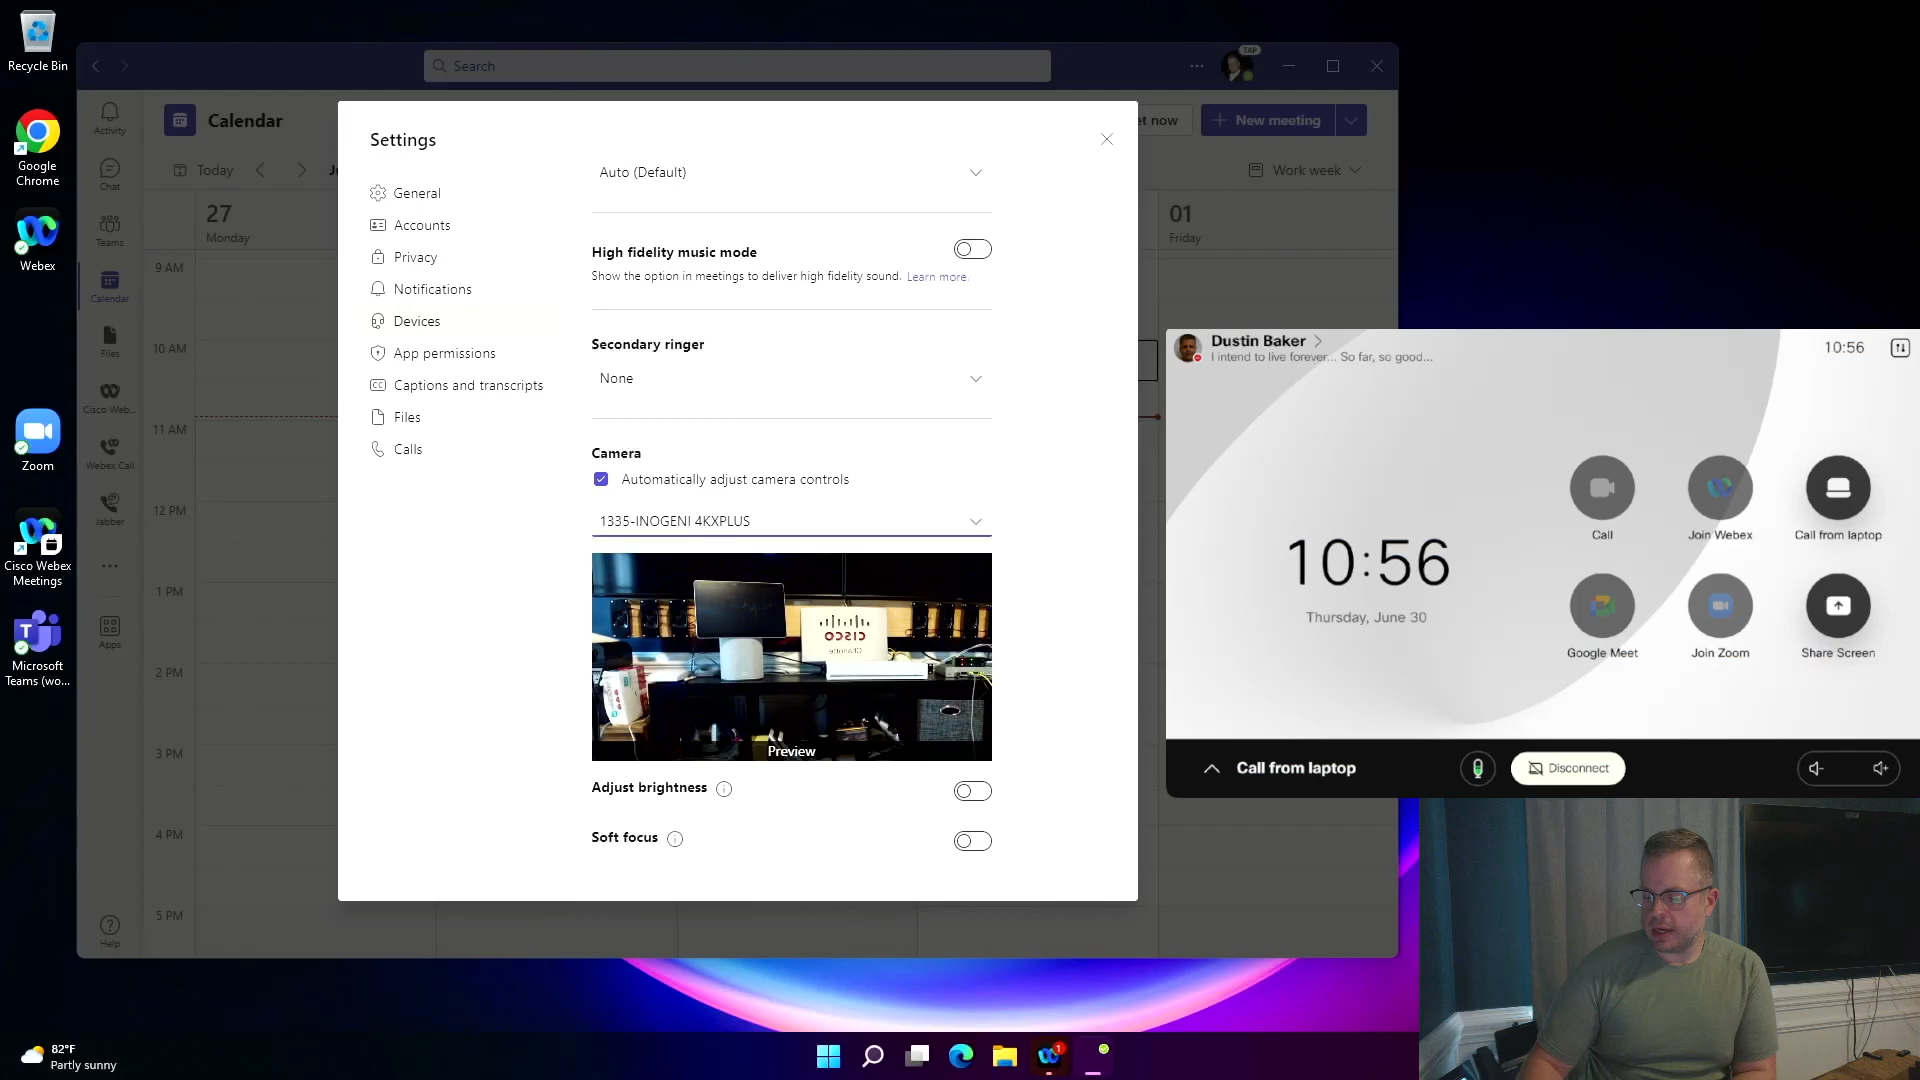 Recycle Bin
Google
Chrome
Webex
Zoom
Cisco Webex
Meetings
Microsoft
Teams (wo...
Search
TAP
Activity
Chat
Teams
Calendar
Files
Cisco Web...
Webex Call
Jabber
Apps
Help
Calendar
Today
et now
New meeting
Work week
27
Monday
01
Friday
9 AM
10 AM
11 AM
12 PM
1 PM
2 PM
3 PM
4 PM
5 PM
Settings
General
Accounts
Privacy
Notifications
Devices
App permissions
Captions and transcripts
Files
Calls
Auto (Default)
High fidelity music mode
Show the option in meetings to deliver high fidelity sound. Learn more.
Secondary ringer
None
Camera
Automatically adjust camera controls
1335-INOGENI 4KXPLUS
Preview
Adjust brightness
Soft focus
Dustin Baker
I intend to live forever... So far, so good...
10:56
10:56
Thursday, June 30
Call
Join Webex
Call from laptop
Google Meet
Join Zoom
Share Screen
Call from laptop
Disconnect
82°F
Partly sunny
1